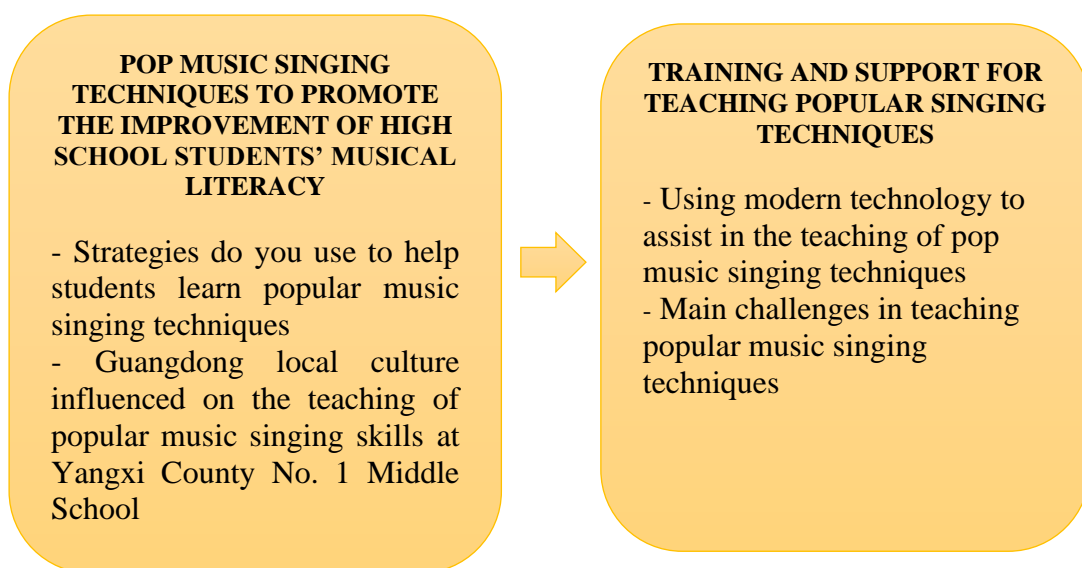 POP MUSIC SINGING
TECHNIQUES TO PROMOTE
THE IMPROVEMENT OF HIGH
SCHOOL STUDENTS’ MUSICAL
LITERACY
- Strategies do you use to help
students learn popular music
singing techniques
- Guangdong local culture
influenced on the teaching of
popular music singing skills at
Yangxi County No. 1 Middle
School
TRAINING AND SUPPORT FOR
TEACHING POPULAR SINGING
TECHNIQUES
- Using modern technology to
assist in the teaching of pop
music singing techniques
- Main challenges in teaching
popular music singing
techniques